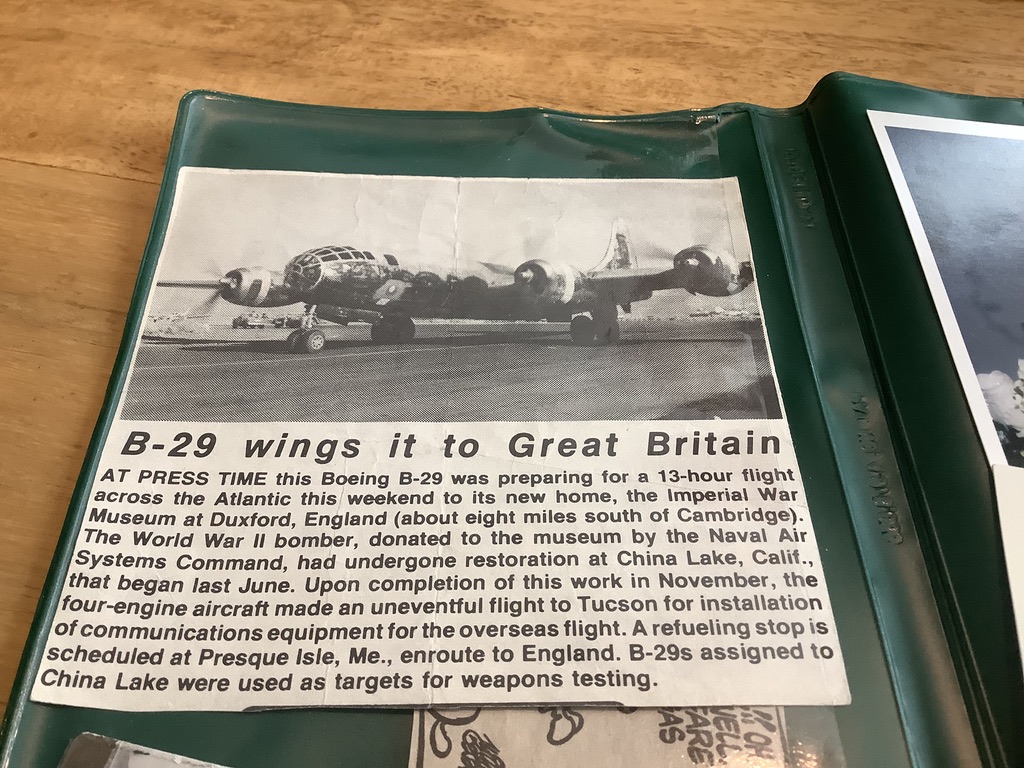 B-29 wings it to Great Britain
AT PRESS TIME this Boeing B-29 was preparing for a 13-hour flight
across the Atlantic this weekend to its new home, the Imperial War
Museum at Duxford, England (about eight miles south of Cambridge).
The World War II bomber, donated to the museum by the Naval Air
Systems Command, had undergone restoration at China Lake, Calif.,
that began last June. Upon completion of this work in November, the
four-engine aircraft made an uneventful flight to Tucson for installation
of communications equipment for the overseas flight. A refueling stop is
scheduled at Presque Isle, Me., enroute to England. B-29s assigned to
China Lake were used as targets for weapons testing.